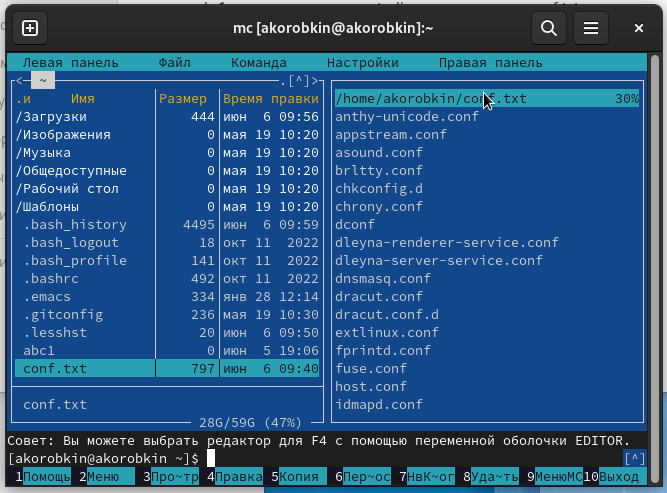 mc [akorobkin@akorobkin]:~
Левая панель Файл Команда Настройки Правая панель
<─ ~ .[^]>
.и Имя Размер Время правки
/Загрузки 444 июн 6 09:56
/Изображения 0 мая 19 10:20
/Музыка 0 мая 19 10:20
/Общедоступные 0 мая 19 10:20
/Рабочий стол 0 мая 19 10:20
/Шаблоны 0 мая 19 10:20
.bash_history 4495 июн 6 09:59
.bash_logout 18 окт 11 2022
.bash_profile 141 окт 11 2022
.bashrc 492 окт 11 2022
.emacs 334 янв 28 12:14
.gitconfig 236 мая 19 10:30
.lesshst 20 июн 6 09:50
abc1 0 июн 5 19:06
conf.txt 797 июн 6 09:40
conf.txt
28G/59G (47%)
/home/akorobkin/conf.txt 30%
anthy-unicode.conf
appstream.conf
asound.conf
brltty.conf
chkconfig.d
chrony.conf
dconf
dleyna-renderer-service.conf
dleyna-server-service.conf
dnsmasq.conf
dracut.conf
dracut.conf.d
extlinux.conf
fprintd.conf
fuse.conf
host.conf
idmapd.conf
Совет: Вы можете выбрать редактор для F4 с помощью переменной оболочки EDITOR.
[akorobkin@akorobkin ~]$ [^]
1Помощь 2Меню 3Про~тр 4Правка 5Копия 6Пер~ос 7НвК~ог 8Уда~ть 9МенюMC 10Выход